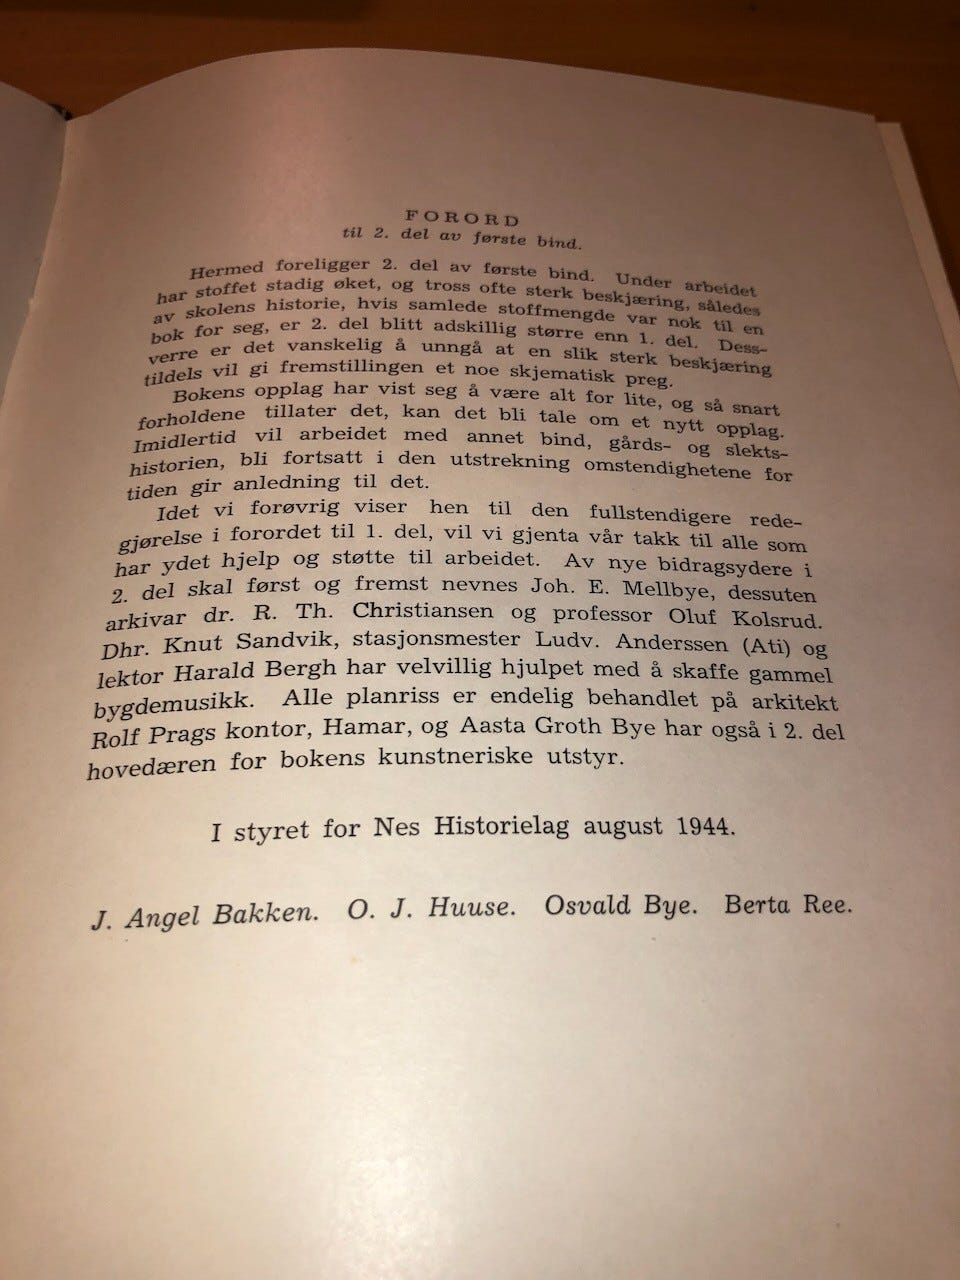 FORORD
til 2. del av første bind.
Hermed foreligger 2. del av første bind. Under arbeidet
har stoffet stadig øket, og tross ofte sterk beskjæring, således
av skolens historie, hvis samlede stoffmengde var nok til en
bok for seg, er 2. del blitt adskillig større enn 1. del. Dess-
verre er det vanskelig å unngå at en slik sterk beskjæring
tildels vil gi fremstillingen et noe skjematisk preg.
Bokens opplag har vist seg å være alt for lite, og så snart
forholdene tillater det, kan det bli tale om et nytt opplag.
Imidlertid vil arbeidet med annet bind, gårds- og slekts-
historien, bli fortsatt i den utstrekning omstendighetene for
tiden gir anledning til det.
Idet vi forøvrig viser hen til den fullstendigere rede-
gjørelse i forordet til 1. del, vil vi gjenta vår takk til alle som
har ydet hjelp og støtte til arbeidet. Av nye bidragsydere i
2. del skal først og fremst nevnes Joh. E. Mellbye, dessuten
arkivar dr. R. Th. Christiansen og professor Oluf Kolsrud.
Dhr. Knut Sandvik, stasjonsmester Ludv. Anderssen (Ati) og
lektor Harald Bergh har velvillig hjulpet med å skaffe gammel
bygdemusikk. Alle planriss er endelig behandlet på arkitekt
Rolf Prags kontor, Hamar, og Aasta Groth Bye har også i 2. del
hovedæren for bokens kunstneriske utstyr.
I styret for Nes Historielag august 1944.
J. Angel Bakken. O. J. Huuse. Osvald Bye. Berta Ree.